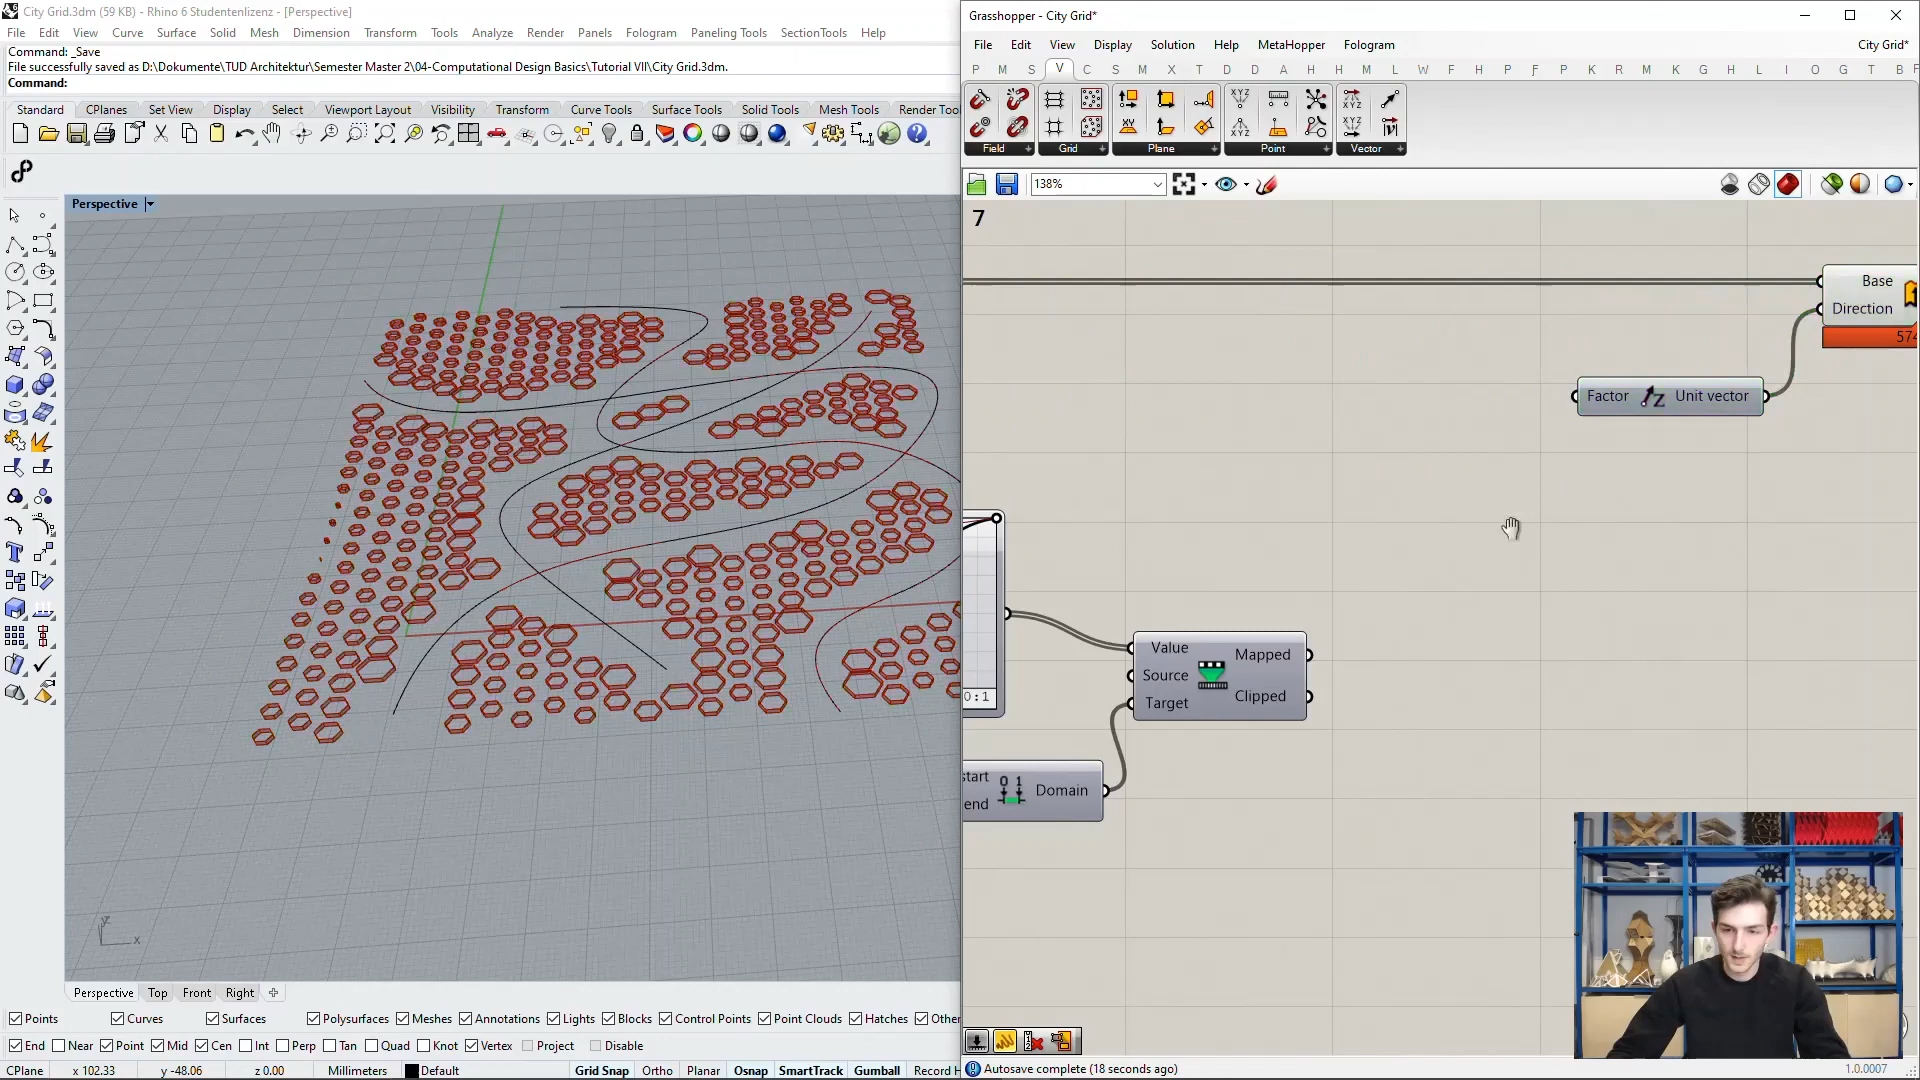 City Grid.3dm (59 KB) - Rhino 6 Studentenlizenz - [Perspective]
File Edit View Curve Surface Solid Mesh Dimension Transform Tools Analyze Render Panels Fologram Paneling Tools SectionTools Help
Command: _Save
File successfully saved as D:\Dokumente\TUD Architektur\Semester Master 2\04-Computational Design Basics\Tutorial VII\City Grid.3dm.
Command:
Standard CPlanes Set View Display Select Viewport Layout Visibility Transform Curve Tools Surface Tools Solid Tools Mesh Tools Render Too
Perspective
y
x
Perspective Top Front Right
Points Curves Surfaces Polysurfaces Meshes Annotations Lights Blocks Control Points Point Clouds Hatches Other
End Near Point Mid Cen Int Perp Tan Quad Knot Vertex Project Disable
CPlane x 102.33 y -48.06 z 0.00 Millimeters Default Grid Snap Ortho Planar Osnap SmartTrack Gumball Record H
Grasshopper - City Grid*
File Edit View Display Solution Help MetaHopper Fologram City Grid*
P M S V C S M X T D D A H H M L W F H P F P K R M K G H L I O G T B F
Field Grid Plane Point Vector
138%
7
Base
Direction
574
Factor Unit vector
Value
Source
Target
Mapped
Clipped
0:1
start
end
0 1
Domain
Autosave complete (18 seconds ago)
1.0.0007